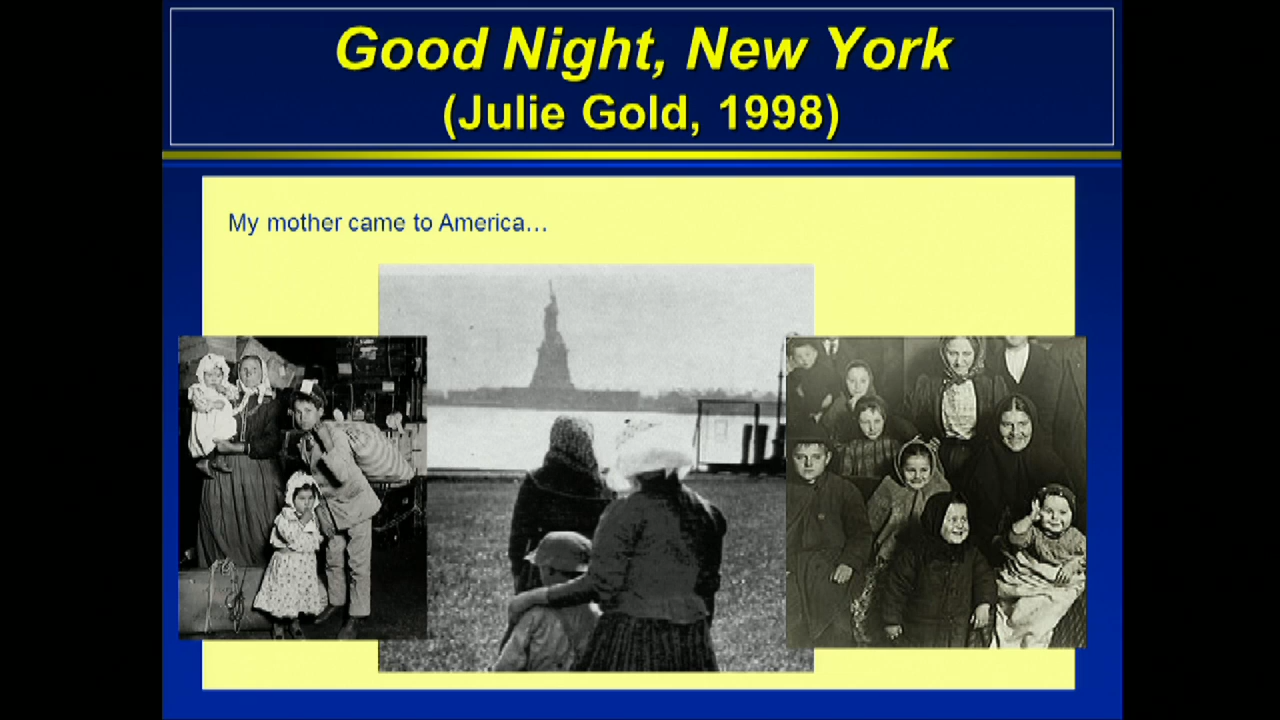 Good Night, New York
(Julie Gold, 1998)
My mother came to America…